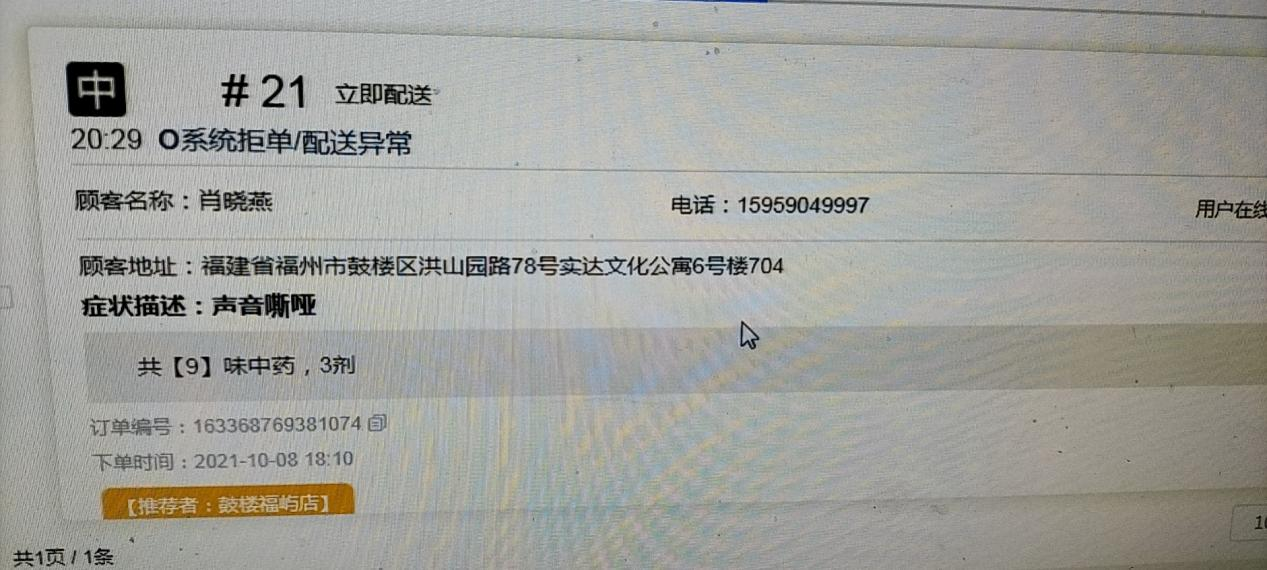 中 #21 立即配送
20:29 O系统拒单/配送异常
顾客名称：肖晓燕 电话：15959049997 用户在线
顾客地址：福建省福州市鼓楼区洪山园路78号实达文化公寓6号楼704
症状描述：声音嘶哑
共【9】味中药，3剂
订单编号：163368769381074
下单时间：2021-10-08 18:10
【推荐者：鼓楼福屿店】
10
共1页 / 1条